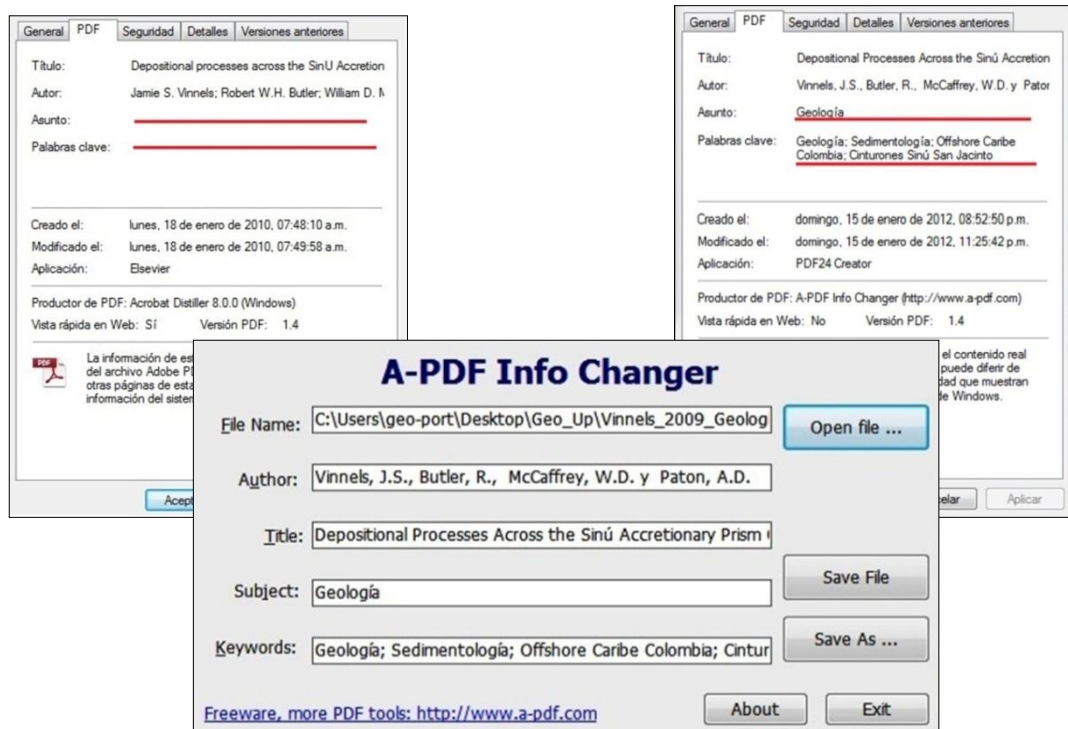 General PDF Seguridad Detalles Versiones anteriores
Título: Depositional processes across the SinU Accretion
Autor: Jamie S. Vinnels; Robert W.H. Butler; William D. M
Asunto:
Palabras clave:
Creado el: lunes, 18 de enero de 2010, 07:48:10 a.m.
Modificado el: lunes, 18 de enero de 2010, 07:49:58 a.m.
Aplicación: Elsevier
Productor de PDF: Acrobat Distiller 8.0.0 (Windows)
Vista rápida en Web: Sí Versión PDF: 1.4
La información de es
del archivo Adobe P
otras páginas de esta
información del sister
Acept
General PDF Seguridad Detalles Versiones anteriores
Título: Depositional Processes Across the Sinú Accretion
Autor: Vinnels, J.S., Butler, R., McCaffrey, W.D. y Pator
Asunto: Geología
Palabras clave: Geología; Sedimentología; Offshore Caribe
Colombia; Cinturones Sinú San Jacinto
Creado el: domingo, 15 de enero de 2012, 08:52:50 p.m.
Modificado el: domingo, 15 de enero de 2012, 11:25:42 p.m.
Aplicación: PDF24 Creator
Productor de PDF: A-PDF Info Changer (http://www.a-pdf.com)
Vista rápida en Web: No Versión PDF: 1.4
el contenido real
puede diferir de
dad que muestran
de Windows.
elar Aplicar
A-PDF Info Changer
File Name: C:\Users\geo-port\Desktop\Geo_Up\Vinnels_2009_Geolog
Open file ...
Author: Vinnels, J.S., Butler, R., McCaffrey, W.D. y Paton, A.D.
Title: Depositional Processes Across the Sinú Accretionary Prism
Subject: Geología
Save File
Keywords: Geología; Sedimentología; Offshore Caribe Colombia; Cintur
Save As ...
Freeware, more PDF tools: http://www.a-pdf.com
About Exit